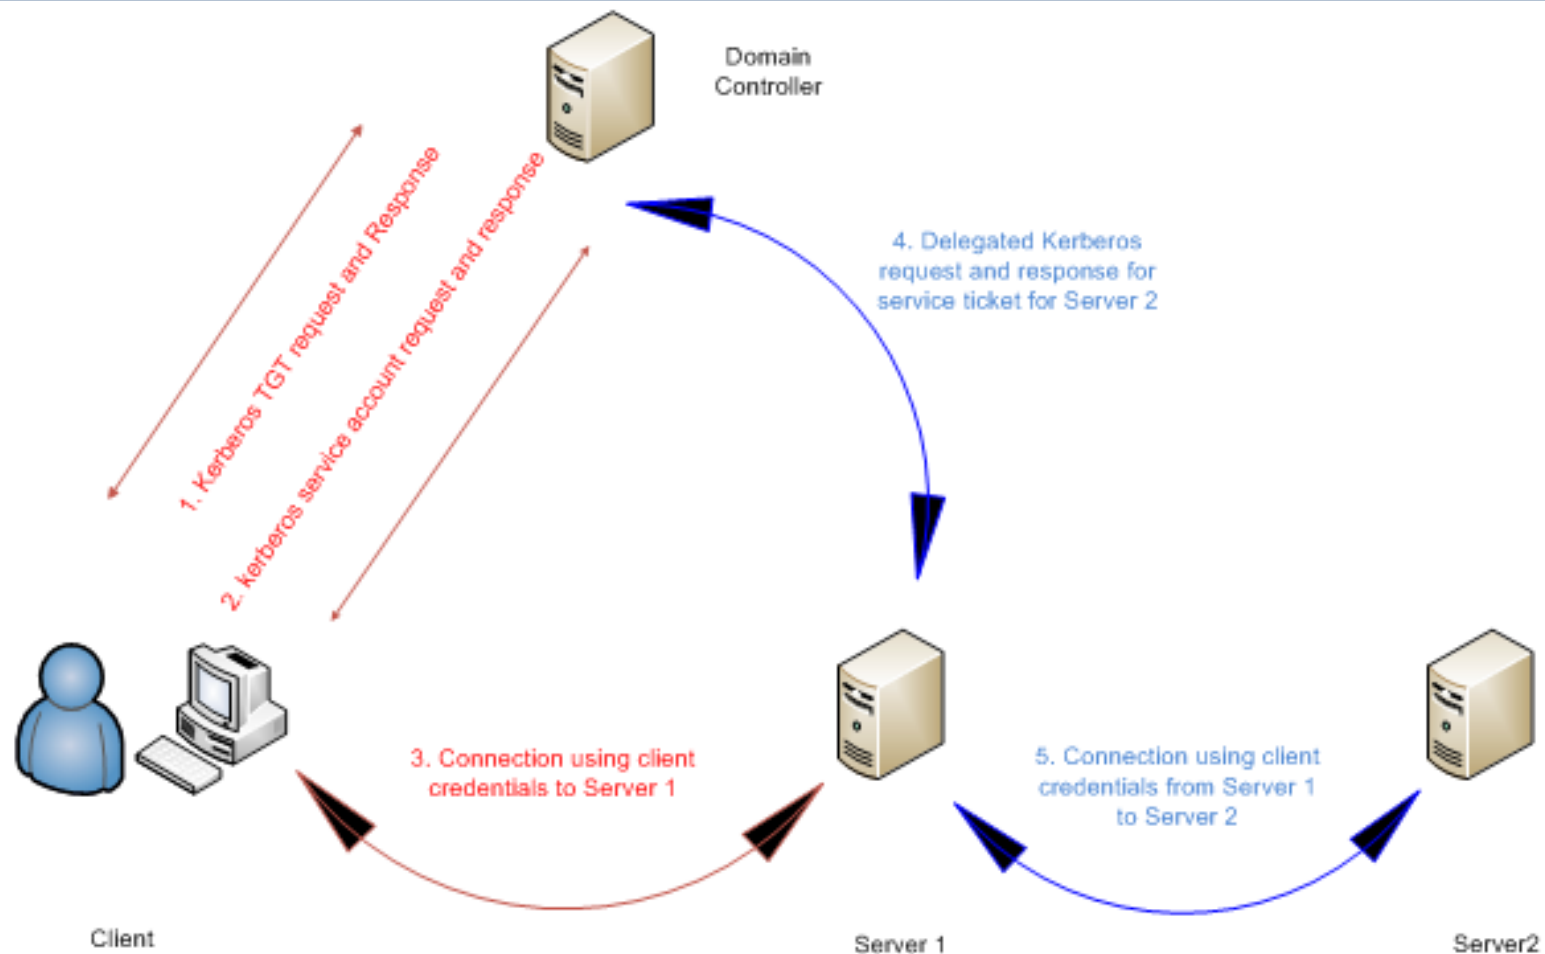 Domain
Controller
1. Kerberos TGT request and Response
2. kerberos service account request and response
4. Delegated Kerberos
request and response for
service ticket for Server 2
3. Connection using client
credentials to Server 1
5. Connection using client
credentials from Server 1
to Server 2
Client
Server 1
Server2